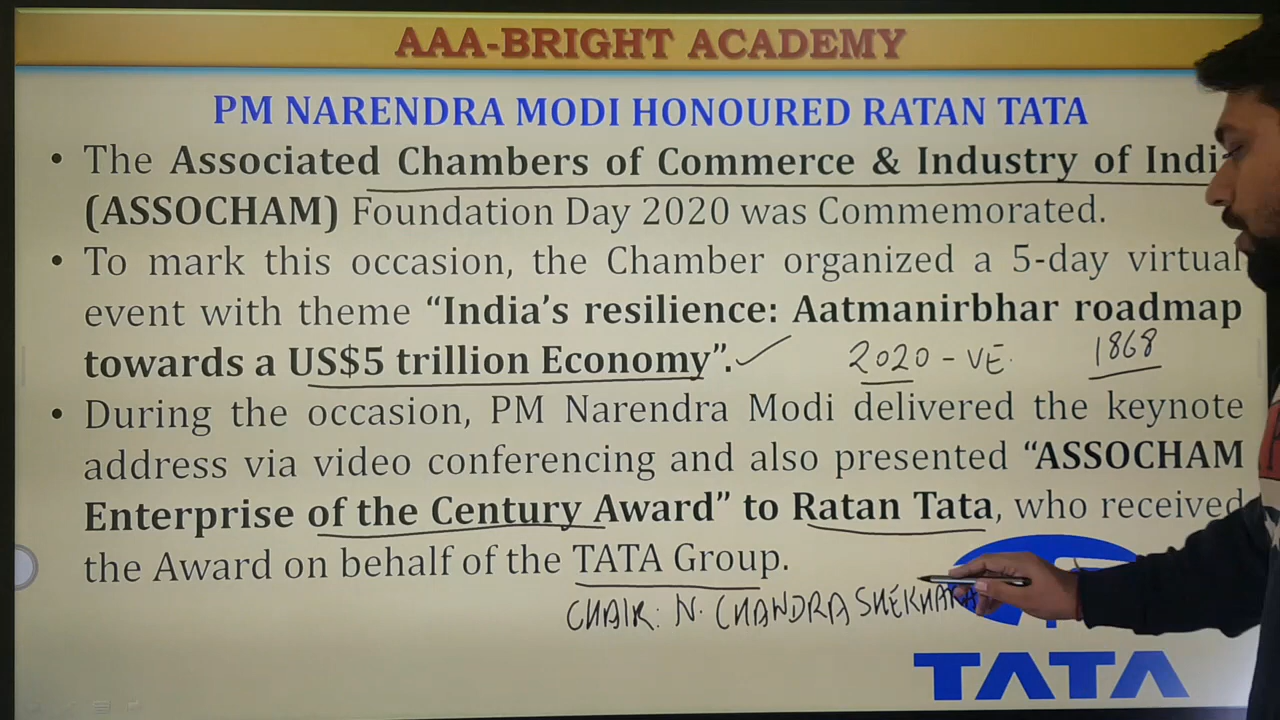 AAA-BRIGHT ACADEMY
PM NARENDRA MODI HONOURED RATAN TATA
• The Associated Chambers of Commerce & Industry of Indi
(ASSOCHAM) Foundation Day 2020 was Commemorated.
• To mark this occasion, the Chamber organized a 5-day virtual
event with theme “India’s resilience: Aatmanirbhar roadmap
towards a US$5 trillion Economy”.
2020 - VE. 1868
• During the occasion, PM Narendra Modi delivered the keynote
address via video conferencing and also presented “ASSOCHAM
Enterprise of the Century Award” to Ratan Tata, who received
the Award on behalf of the TATA Group.
CHAIR: N. CHANDRASHEKHARA
TATA